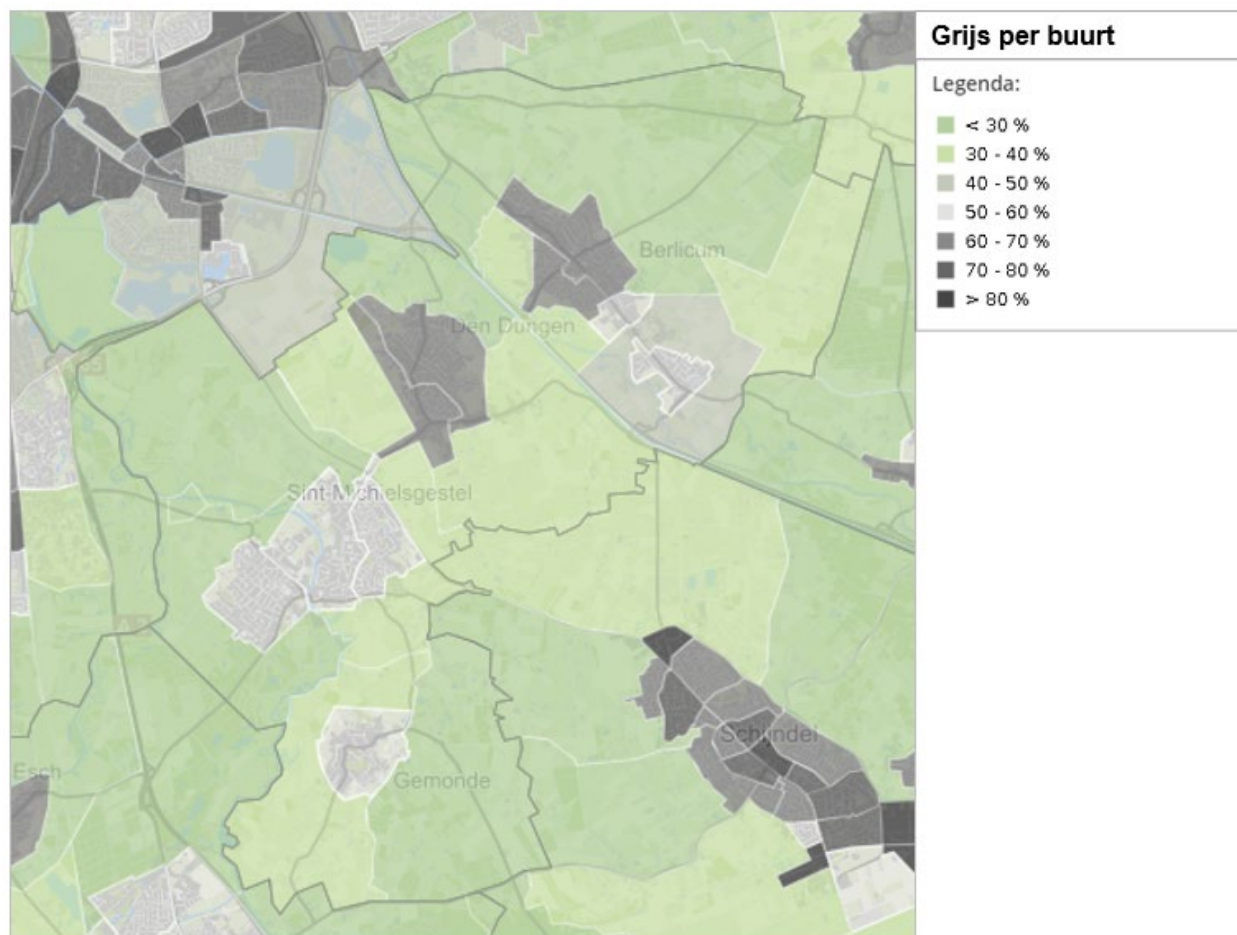 Grijs per buurt
Legenda:
< 30 %
30 - 40 %
40 - 50 %
50 - 60 %
60 - 70 %
70 - 80 %
> 80 %
Berlicum
Den Dungen
Sint-Michielsgestel
Schijndel
Esch
Gemonde